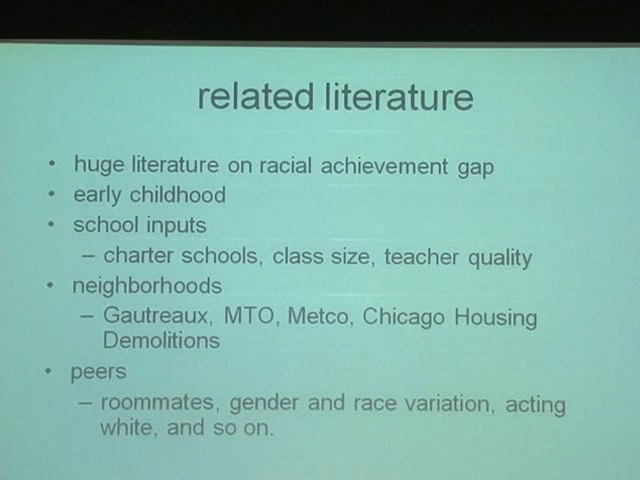 related literature
• huge literature on racial achievement gap
• early childhood
• school inputs
– charter schools, class size, teacher quality
• neighborhoods
– Gautreaux, MTO, Metco, Chicago Housing
Demolitions
• peers
– roommates, gender and race variation, acting
white, and so on.